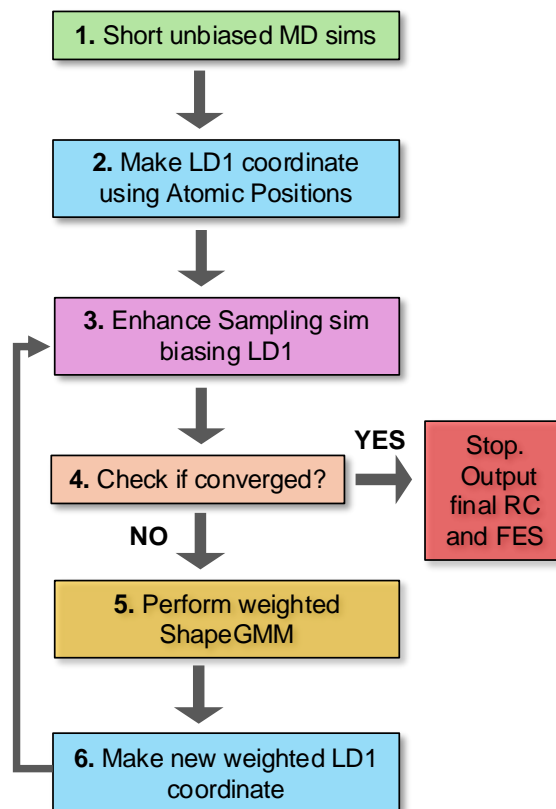 1. Short unbiased MD sims
2. Make LD1 coordinate
using Atomic Positions
3. Enhance Sampling sim
biasing LD1
4. Check if converged?
YES
Stop.
Output
final RC
and FES
NO
5. Perform weighted
ShapeGMM
6. Make new weighted LD1
coordinate